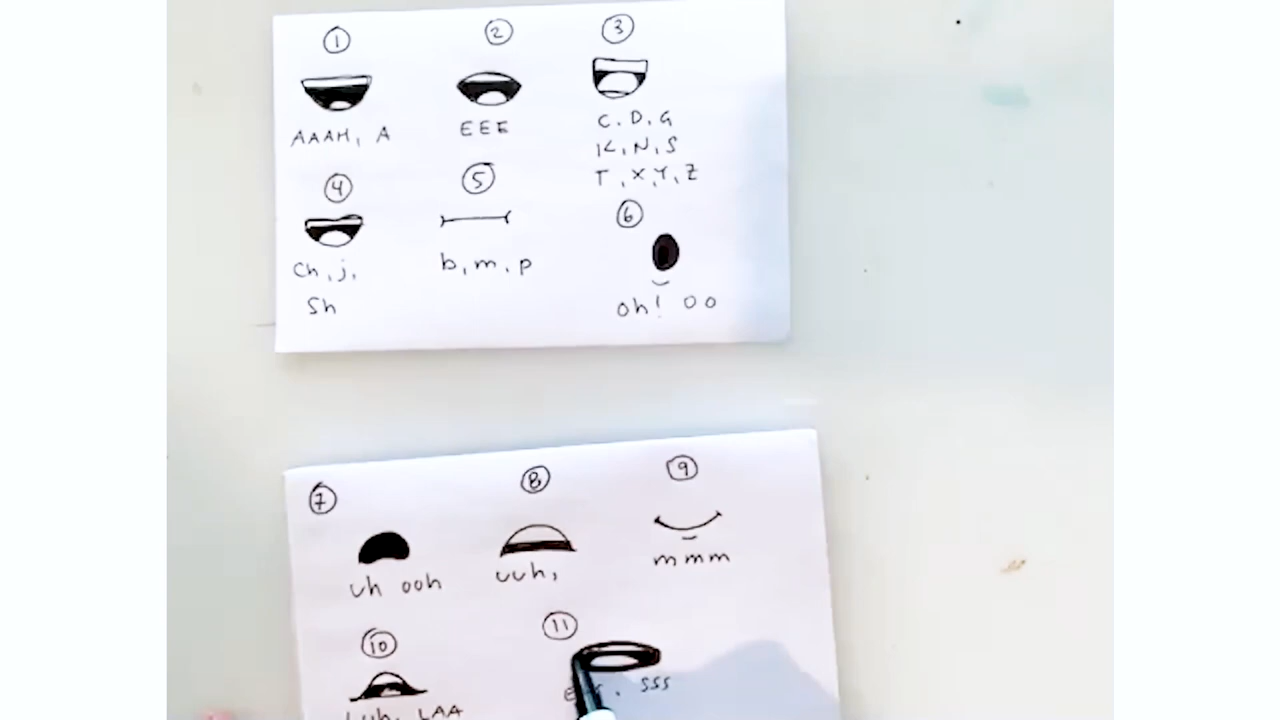 1
2
3
AAAH, A
EEE
C, D, G
K, N, S
T, X, Y, Z
4
5
6
Ch, j,
Sh
b, m, p
oh! oo
7
8
9
uh ooh
uuh,
mmm
10
11
LAA
sss